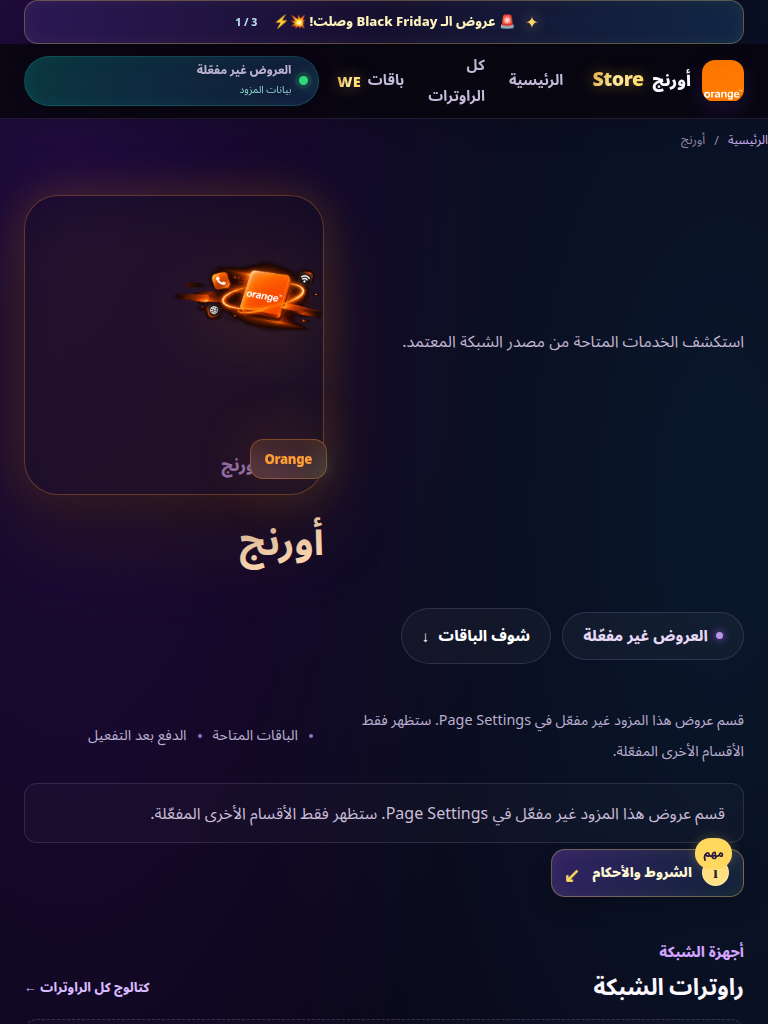 ✦ 🚨 عروض الـ Black Friday وصلت! 💥⚡ 1 / 3
orange
أورنج Store
الرئيسية
كل
الراوترات
باقات WE
العروض غير مفعّلة
بيانات المزود
الرئيسية / أورنج
orange
استكشف الخدمات المتاحة من مصدر الشبكة المعتمد.
Orange
أورنج
العروض غير مفعّلة
شوف الباقات ↓
قسم عروض هذا المزود غير مفعّل في Page Settings. ستظهر فقط
الأقسام الأخرى المفعّلة.
• الباقات المتاحة • الدفع بعد التفعيل
قسم عروض هذا المزود غير مفعّل في Page Settings. ستظهر فقط الأقسام الأخرى المفعّلة.
مهم
i الشروط والأحكام ↙
أجهزة الشبكة
راوترات الشبكة
كتالوج كل الراوترات ←